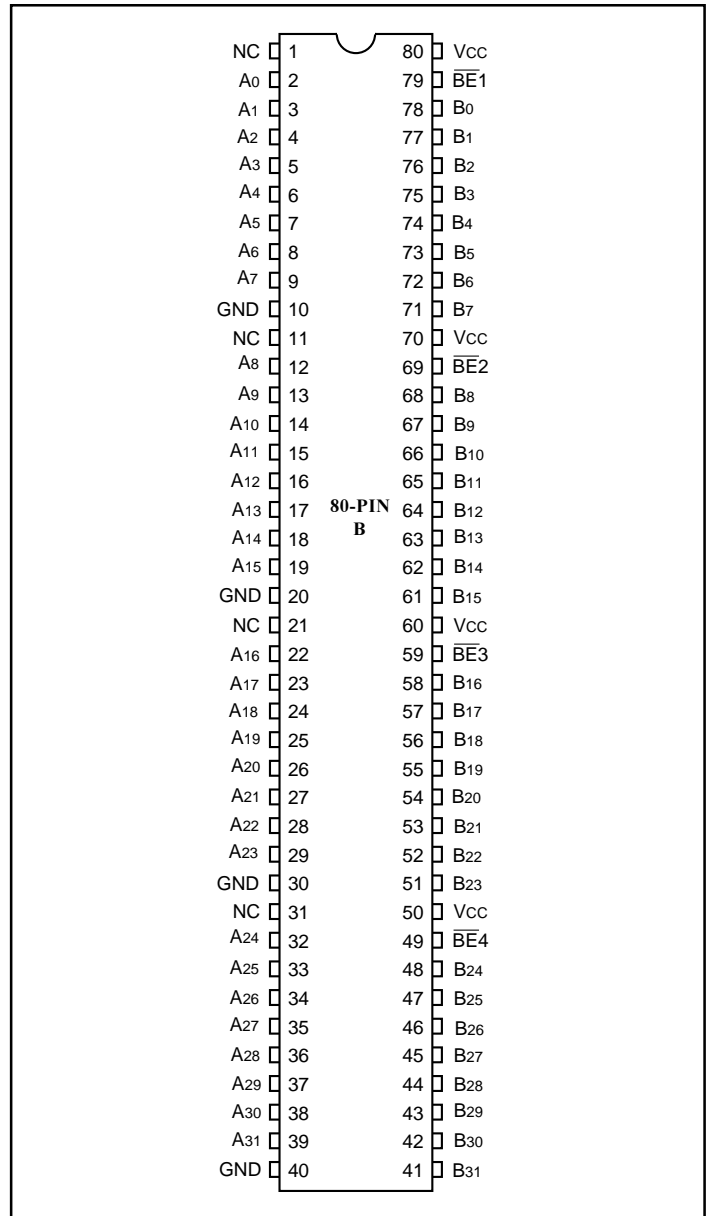 NC 1 80 VCC
A0 2 79 B̅E̅1
A1 3 78 B0
A2 4 77 B1
A3 5 76 B2
A4 6 75 B3
A5 7 74 B4
A6 8 73 B5
A7 9 72 B6
GND 10 71 B7
NC 11 70 VCC
A8 12 69 B̅E̅2
A9 13 68 B8
A10 14 67 B9
A11 15 66 B10
A12 16 65 B11
A13 17 80-PIN 64 B12
B
A14 18 63 B13
A15 19 62 B14
GND 20 61 B15
NC 21 60 VCC
A16 22 59 B̅E̅3
A17 23 58 B16
A18 24 57 B17
A19 25 56 B18
A20 26 55 B19
A21 27 54 B20
A22 28 53 B21
A23 29 52 B22
GND 30 51 B23
NC 31 50 VCC
A24 32 49 B̅E̅4
A25 33 48 B24
A26 34 47 B25
A27 35 46 B26
A28 36 45 B27
A29 37 44 B28
A30 38 43 B29
A31 39 42 B30
GND 40 41 B31